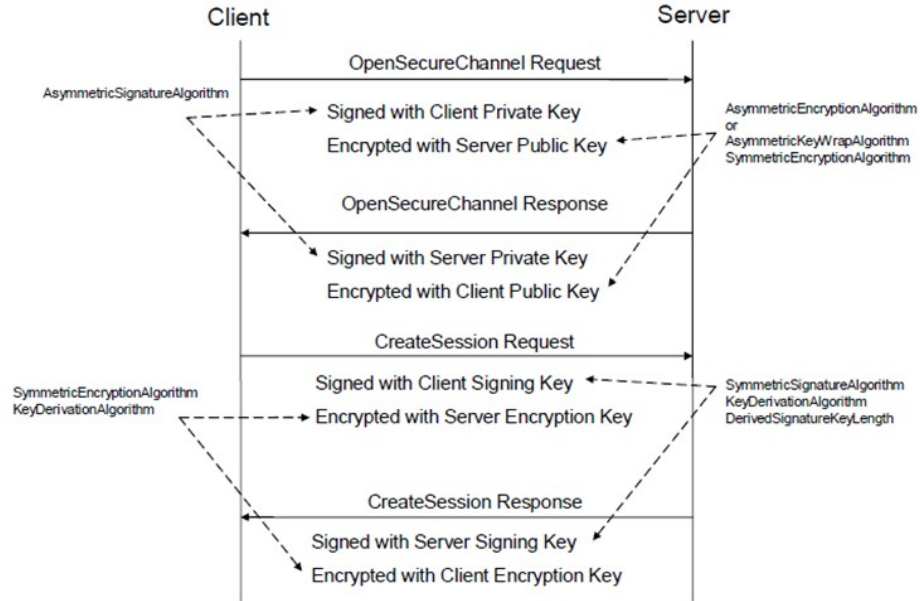 Client
Server
OpenSecureChannel Request
AsymmetricSignatureAlgorithm
Signed with Client Private Key
Encrypted with Server Public Key
AsymmetricEncryptionAlgorithm
or
AsymmetricKeyWrapAlgorithm
SymmetricEncryptionAlgorithm
OpenSecureChannel Response
Signed with Server Private Key
Encrypted with Client Public Key
CreateSession Request
SymmetricEncryptionAlgorithm
KeyDerivationAlgorithm
Signed with Client Signing Key
Encrypted with Server Encryption Key
SymmetricSignatureAlgorithm
KeyDerivationAlgorithm
DerivedSignatureKeyLength
CreateSession Response
Signed with Server Signing Key
Encrypted with Client Encryption Key